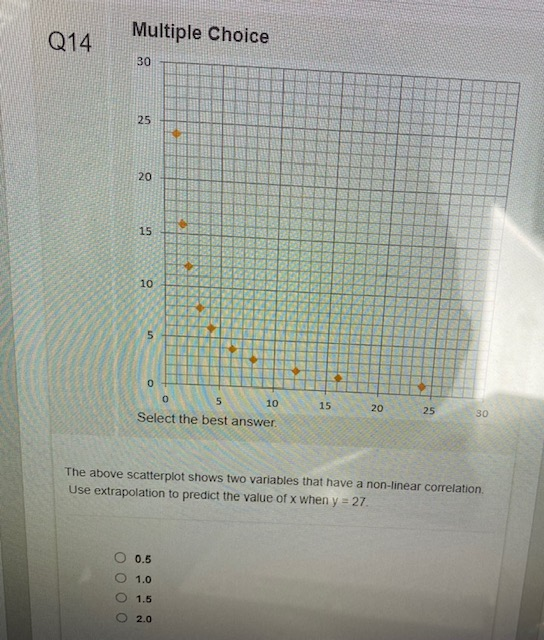 Q14
Multiple Choice
30
25
20
15
10
5
0
0 5 10 15 20 25 30
Select the best answer.
The above scatterplot shows two variables that have a non-linear correlation.
Use extrapolation to predict the value of x when y = 27.
0.5
1.0
1.5
2.0